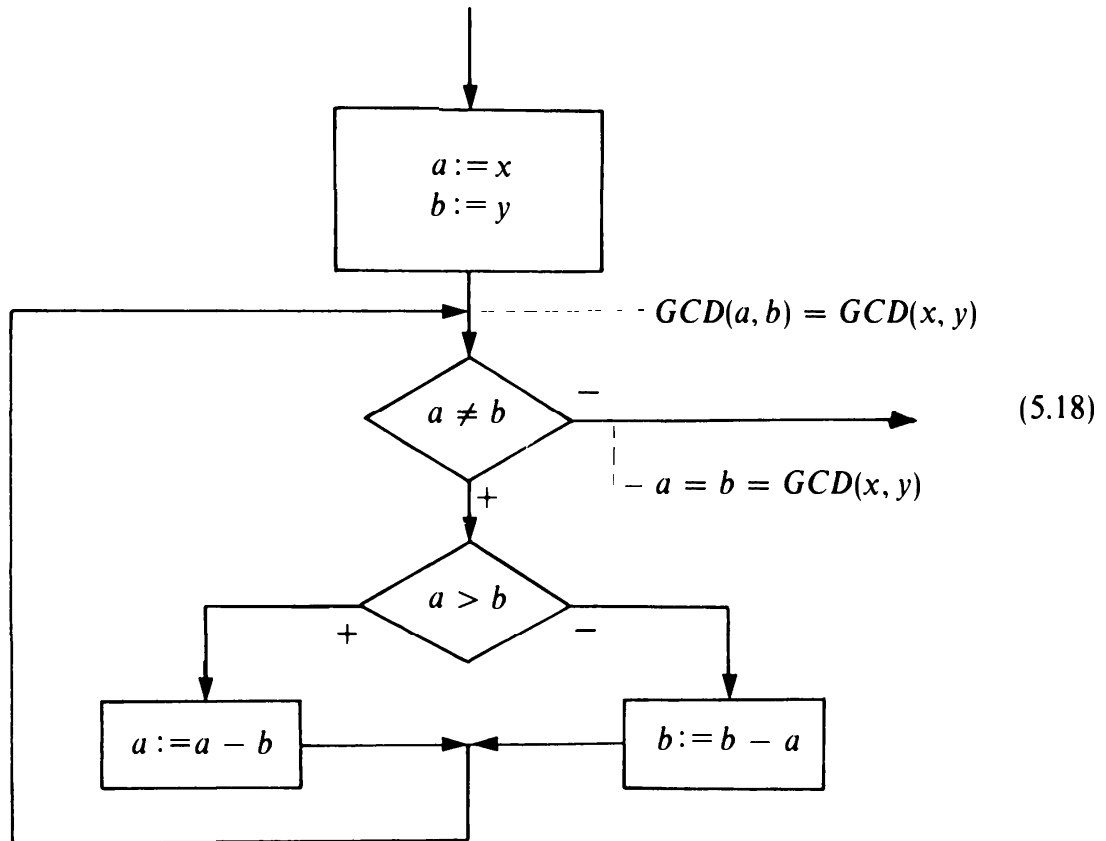 a := x
b := y
GCD(a, b) = GCD(x, y)
a ≠ b
−
(5.18)
a = b = GCD(x, y)
+
a > b
+
−
a := a − b
b := b − a